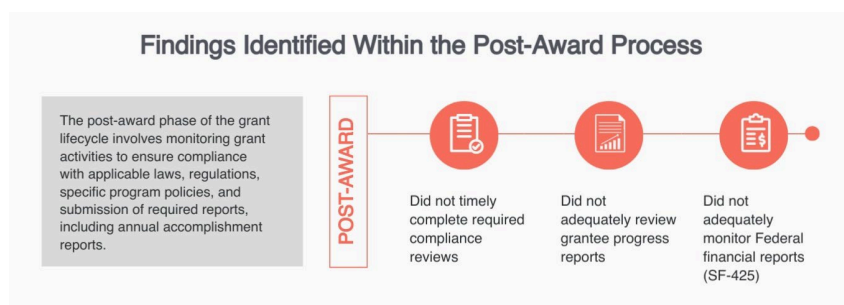 Findings Identified Within the Post-Award Process
The post-award phase of the grant
lifecycle involves monitoring grant
activities to ensure compliance
with applicable laws, regulations,
specific program policies, and
submission of required reports,
including annual accomplishment
reports.
POST-AWARD
Did not timely
complete required
compliance
reviews
Did not
adequately review
grantee progress
reports
$
Did not
adequately
monitor Federal
financial reports
(SF-425)